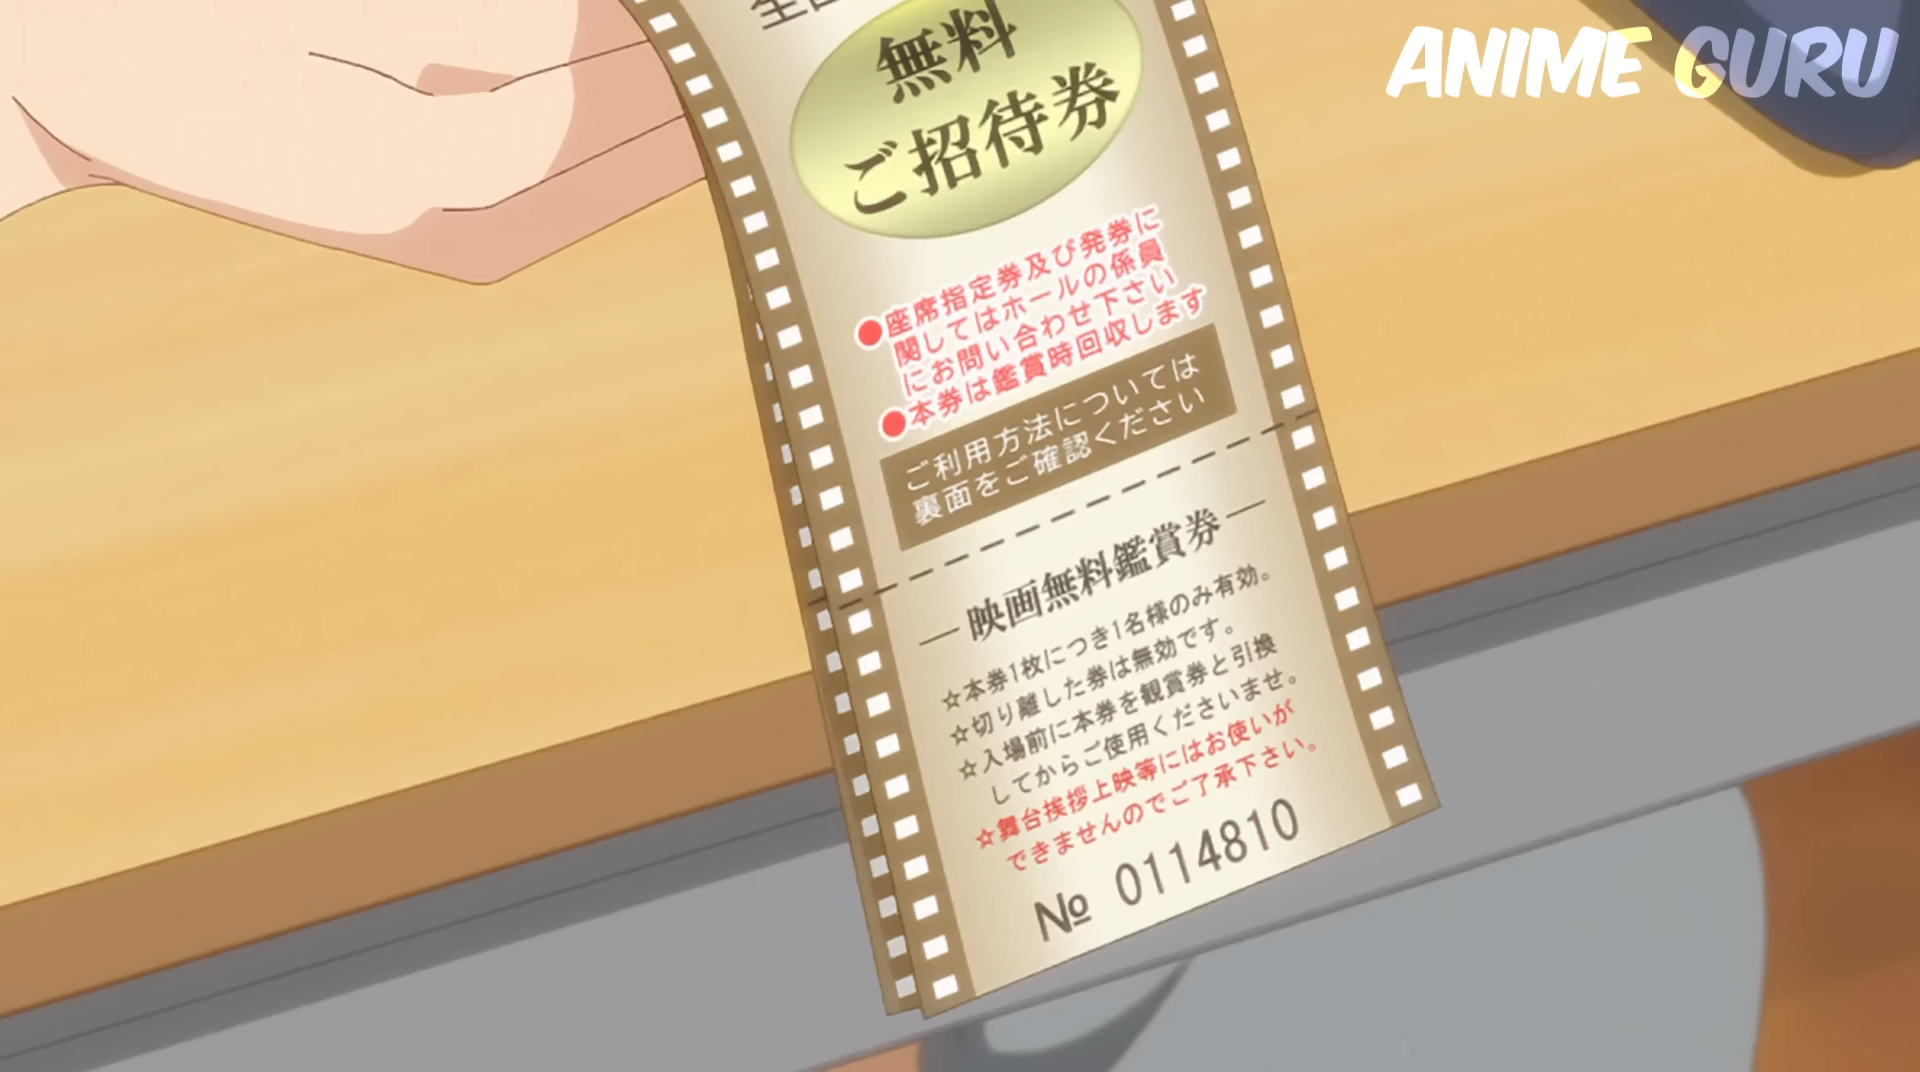 ANIME GURU
無料
ご招待券
●座席指定券及び発券に
関してはホールの係員
にお問い合わせ下さい
●本券は鑑賞時回収します
ご利用方法については
裏面をご確認ください
―映画無料鑑賞券―
☆本券1枚につき1名様のみ有効。
☆切り離した券は無効です。
☆入場前に本券を観賞券と引換
してからご使用くださいませ。
☆舞台挨拶上映等にはお使いが
できませんのでご了承下さい。
№ 0114810